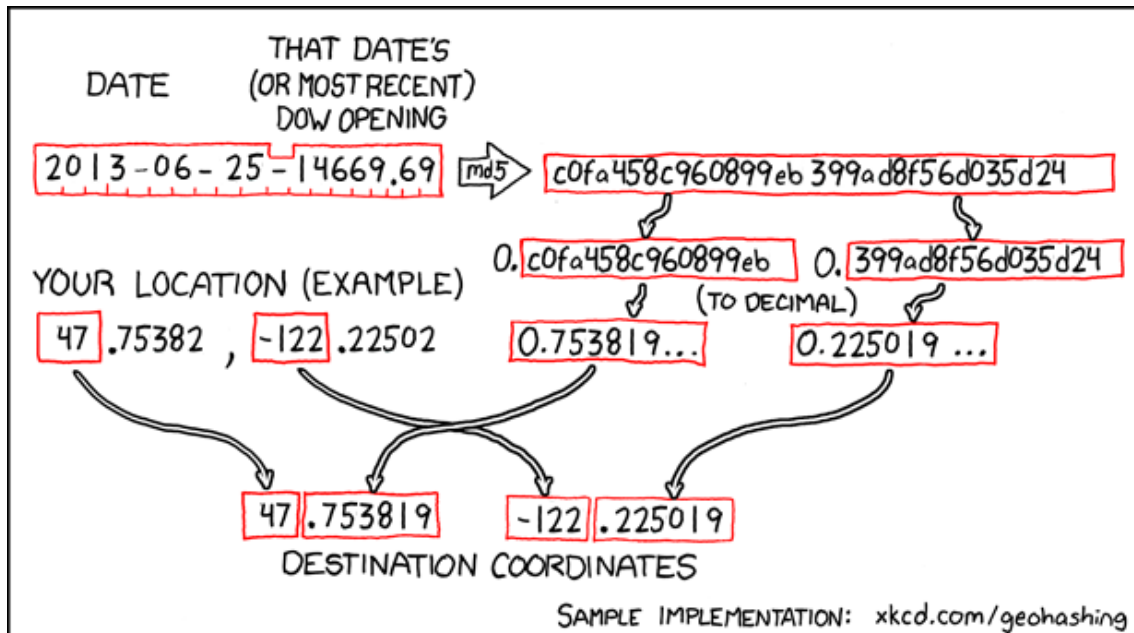 DATE
THAT DATE'S
(OR MOST RECENT)
DOW OPENING
2013-06-25-14669.69
md5
c0fa458c960899eb399ad8f56d035d24
0.c0fa458c960899eb
0.399ad8f56d035d24
(TO DECIMAL)
YOUR LOCATION (EXAMPLE)
47.75382, -122.22502
0.753819...
0.225019...
47.753819
-122.225019
DESTINATION COORDINATES
SAMPLE IMPLEMENTATION: xkcd.com/geohashing